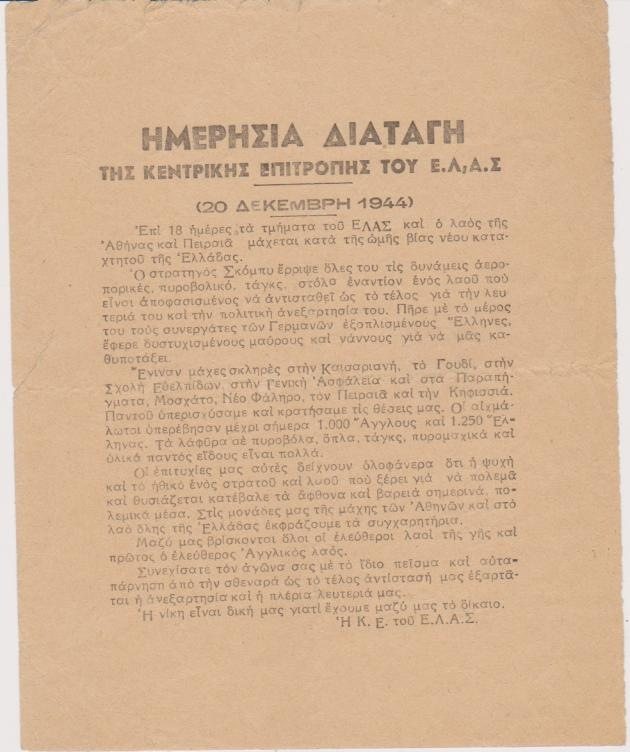 ΗΜΕΡΗΣΙΑ ΔΙΑΤΑΓΗ
ΤΗΣ ΚΕΝΤΡΙΚΗΣ ΕΠΙΤΡΟΠΗΣ ΤΟΥ Ε.Λ,Α.Σ
(20 ΔΕΚΕΜΒΡΗ 1944)
Ἐπὶ 18 ἡμέρες τὰ τμήματα τοῦ ΕΛΑΣ καὶ ὁ λαὸς τῆς
Ἀθήνας καὶ Πειραιᾶ μάχεται κατὰ τῆς ὠμῆς βίας νέου κατα-
χτητοῦ τῆς Ἑλλάδας.
Ὁ στρατηγὸς Σκόμπυ ἔρριψε ὅλες του τὶς δυνάμεις ἀερο-
πορικές, πυροβολικό, τάγκς, στόλο ἐναντίον ἑνὸς λαοῦ ποὺ
εἶναι ἀποφασισμένος νὰ ἀντισταθεῖ ὡς τὸ τέλος γιὰ τὴν λευ-
τεριά του καὶ τὴν πολιτικὴ ἀνεξαρτησία του. Πῆρε μὲ τὸ μέρος
του τοὺς συνεργάτες τῶν Γερμανῶν ἐξοπλισμένους Ἕλληνες,
ἔφερε δυστυχισμένους μαύρους καὶ νάννους γιὰ νὰ μᾶς κα-
θυποτάξει.
Ἔγιναν μάχες σκληρὲς στὴν Καισαριανή, τὸ Γουδί, στὴν
Σχολὴ Εὐελπίδων, στὴν Γενικὴ Ἀσφάλεια καὶ στὰ Παραπή-
γματα, Μοσχάτο, Νέο Φάληρο, τὸν Πειραιᾶ καὶ τὴν Κηφισσιά.
Παντοῦ ὑπερισχύσαμε καὶ κρατήσαμε τὶς θέσεις μας. Οἱ αἰχμά-
λωτοι ὑπερέβησαν μέχρι σήμερα 1.000 Ἄγγλους καὶ 1.250 Ἕλ-
ληνας. Τὰ λάφυρα σὲ πυροβόλα, ὅπλα, τάγκς, πυρομαχικὰ καὶ
ὑλικὰ παντὸς εἴδους εἶναι πολλά.
Οἱ ἐπιτυχίες μας αὐτὲς δείχνουν ὁλοφάνερα ὅτι ἡ ψυχὴ
καὶ τὸ ἠθικὸ ἑνὸς στρατοῦ καὶ λαοῦ ποὺ ξέρει γιὰ νὰ πολεμᾶ
καὶ θυσιάζεται κατέβαλε τὰ ἄφθονα καὶ βαρειὰ σημερινὰ, πο-
λεμικὰ μέσα. Στὶς μονάδες μας τῆς μάχης τῶν Ἀθηνῶν καὶ στὸ
λαὸ ὅλης τῆς Ἑλλάδας ἐκφράζουμε τὰ συγχαρητήρια.
Μαζύ μας βρίσκονται ὅλοι οἱ ἐλεύθεροι λαοὶ τῆς γῆς καὶ
πρῶτος ὁ ἐλεύθερος Ἀγγλικὸς λαός.
Συνεχίσατε τὸν ἀγῶνα σας μὲ τὸ ἴδιο πεῖσμα καὶ αὐτα-
πάρνηση ἀπὸ τὴν σθεναρὰ ὡς τὸ τέλος ἀντίστασή μας ἐξαρτᾶ-
ται ἡ ἀνεξαρτησία καὶ ἡ πλέρια λευτεριά μας.
Ἡ νίκη εἶναι δική μας γιατὶ ἔχουμε μαζύ μας τὸ δίκαιο.
Ἡ Κ. Ε. τοῦ Ε.Λ.Α.Σ.